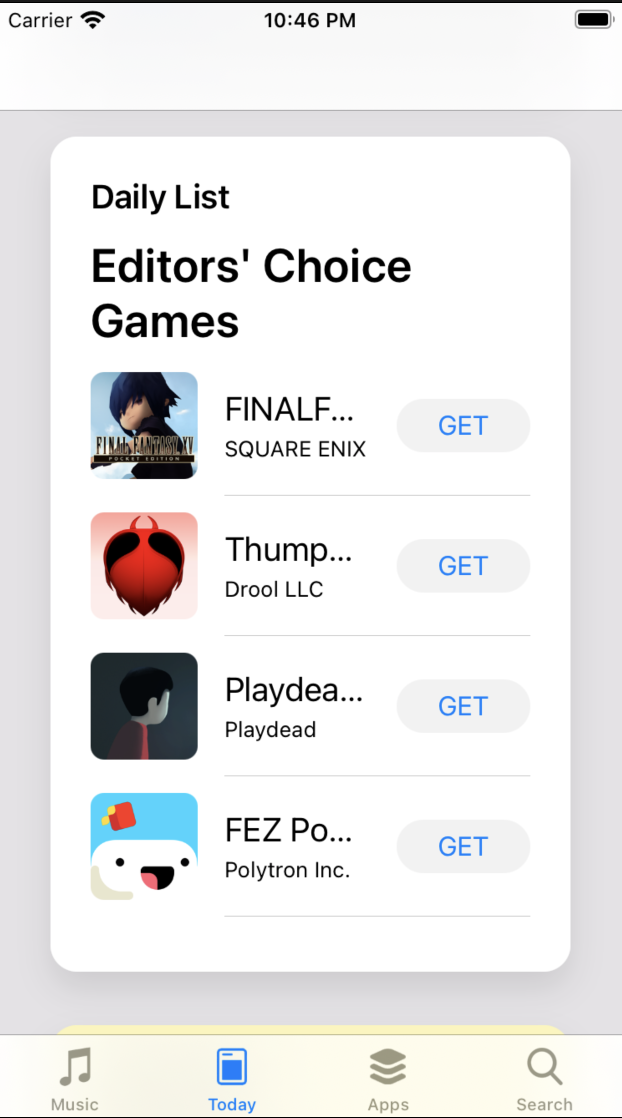 Carrier 10:46 PM
Daily List
Editors' Choice
Games
FINAL FANTASY XV
POCKET EDITION
FINALF...
SQUARE ENIX
GET
Thump...
Drool LLC
GET
Playdea...
Playdead
GET
FEZ Po...
Polytron Inc.
GET
Music Today Apps Search